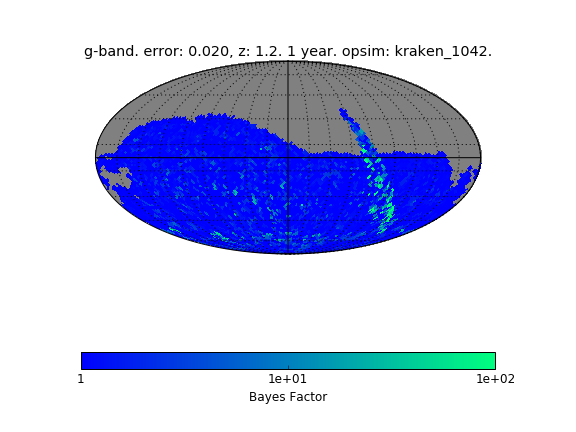 g-band. error: 0.020, z: 1.2. 1 year. opsim: kraken_1042.
1 1e+01 1e+02
Bayes Factor